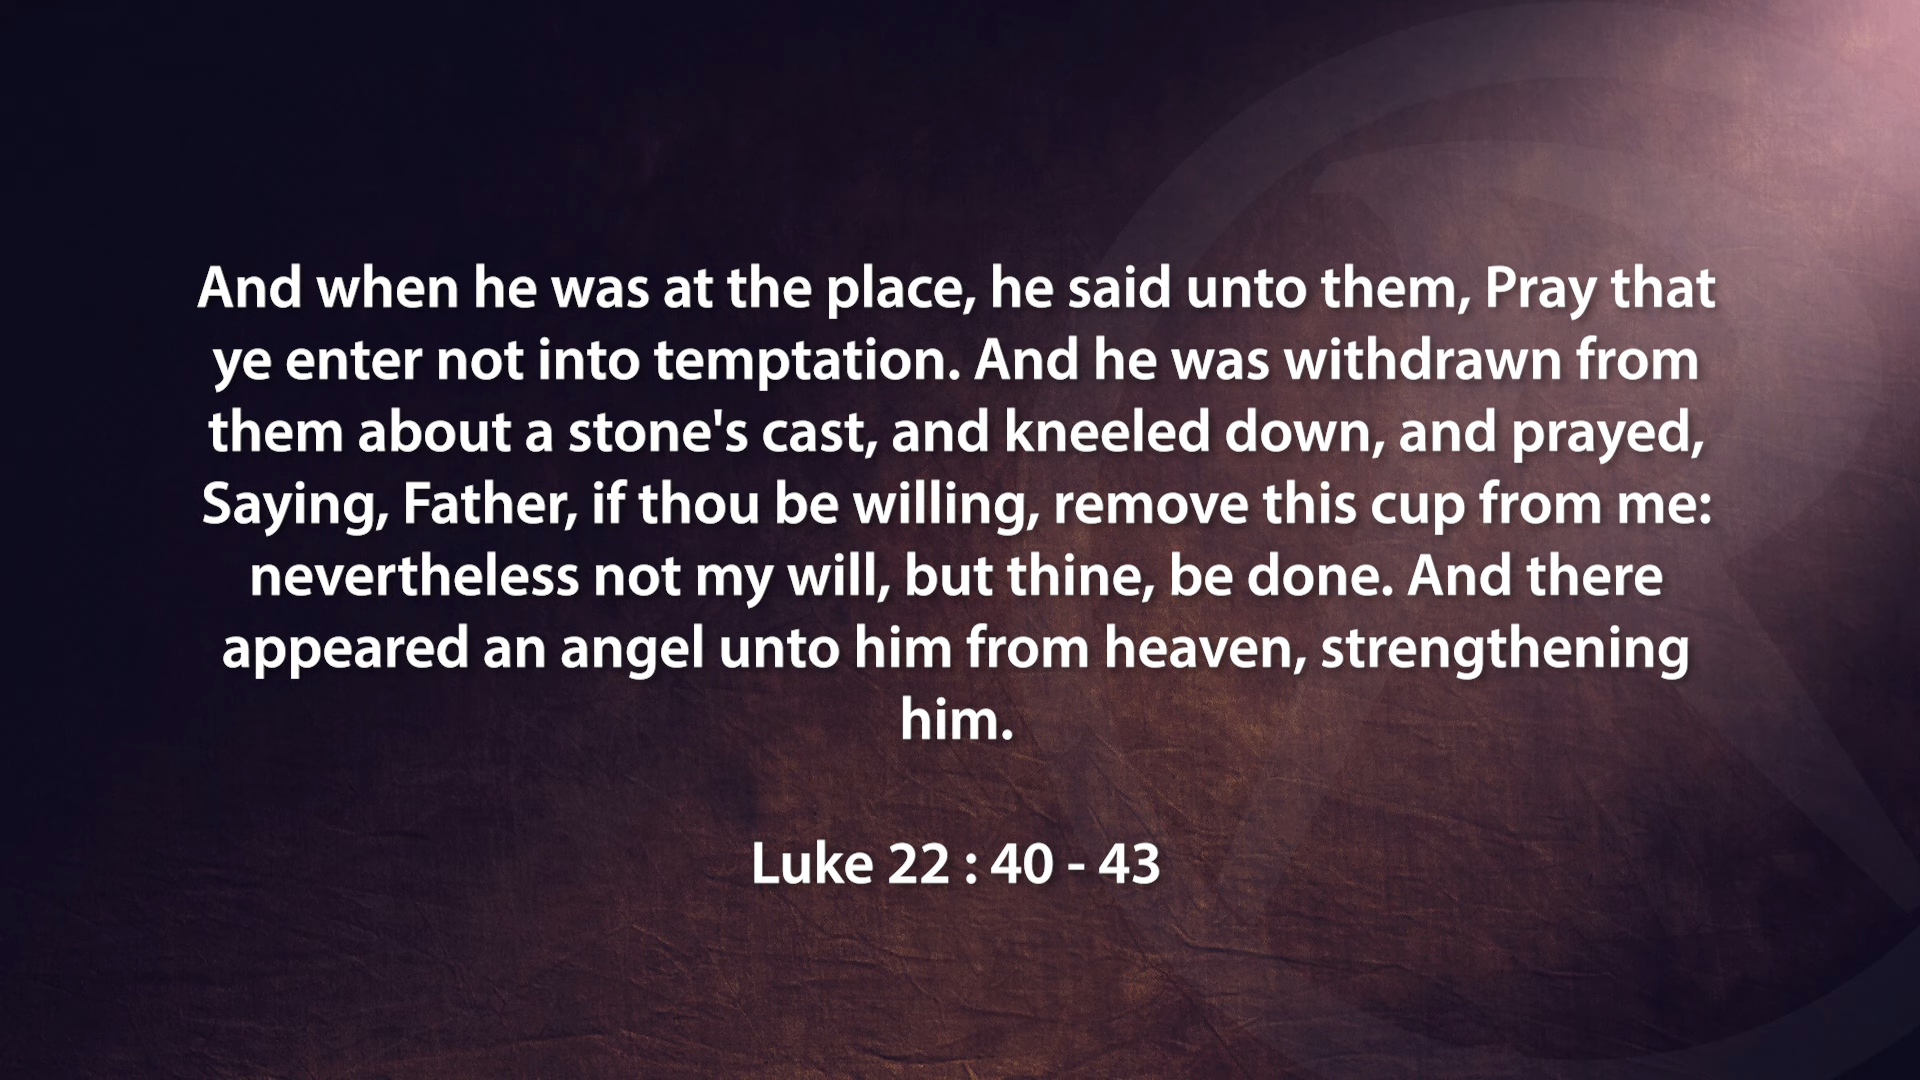 And when he was at the place, he said unto them, Pray that
ye enter not into temptation. And he was withdrawn from
them about a stone's cast, and kneeled down, and prayed,
Saying, Father, if thou be willing, remove this cup from me:
nevertheless not my will, but thine, be done. And there
appeared an angel unto him from heaven, strengthening
him.
Luke 22 : 40 - 43